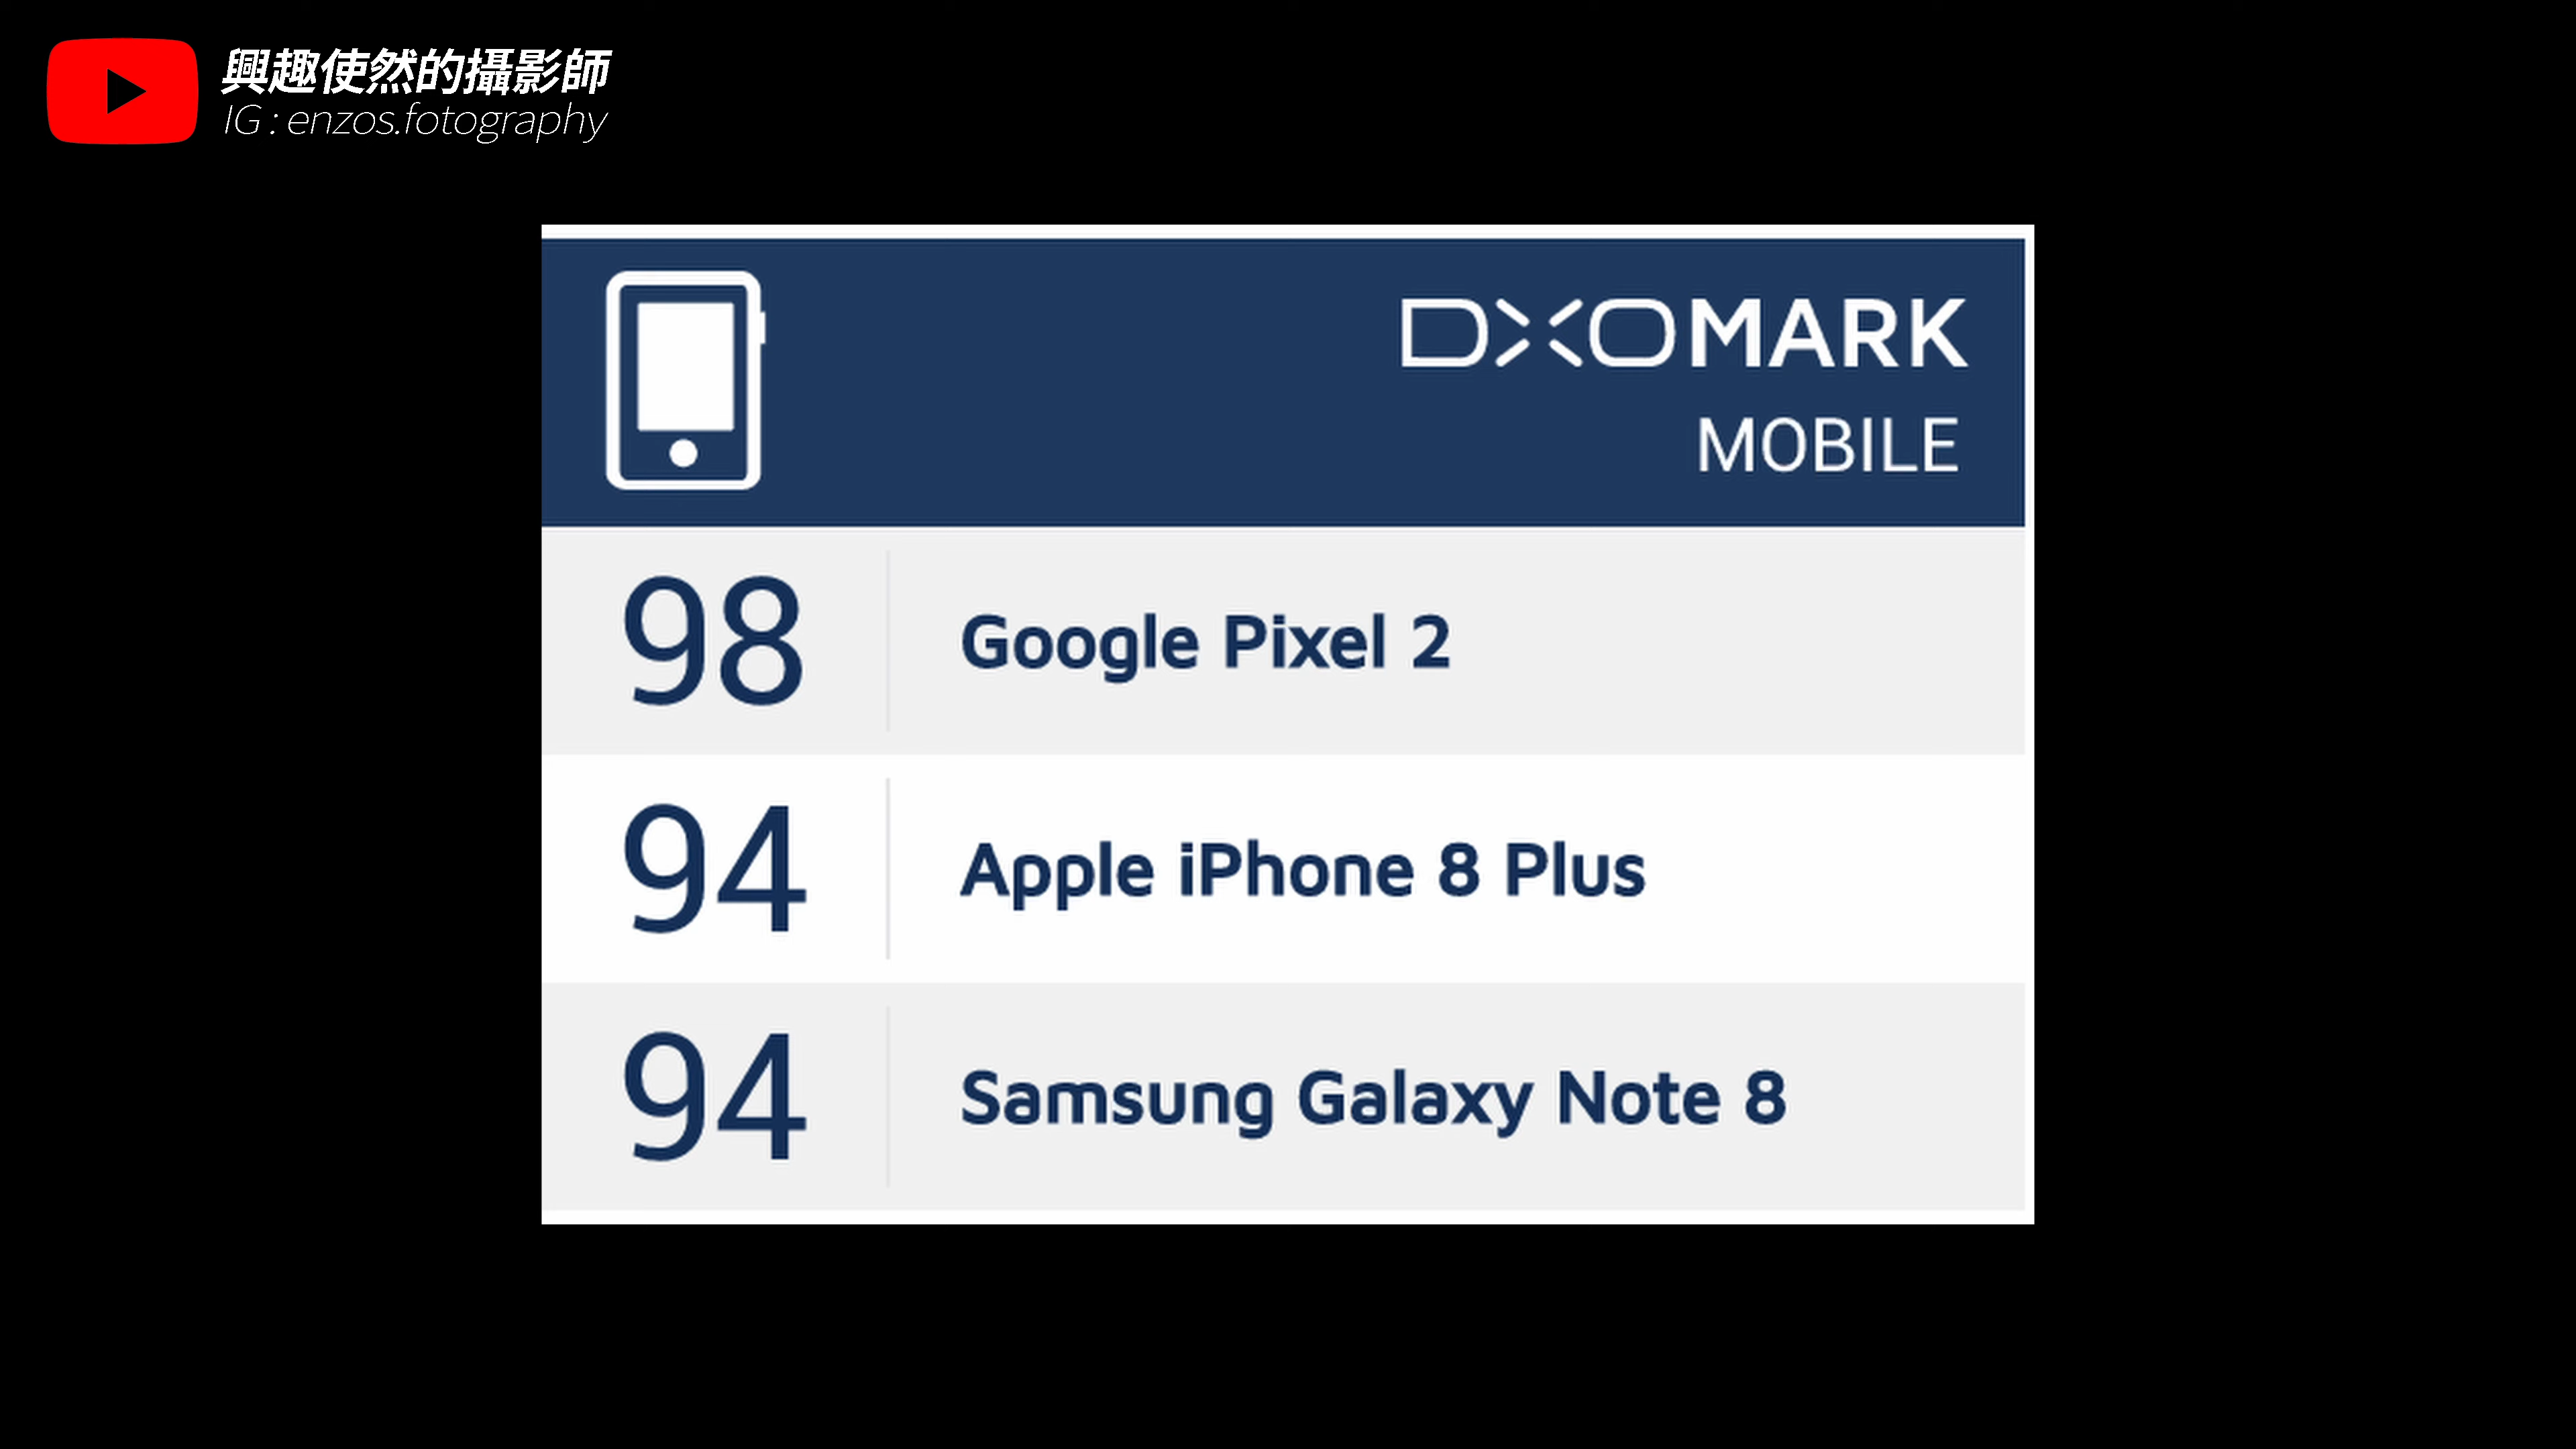 興趣使然的攝影師
IG : enzos.fotography
DXOMARK
MOBILE
98 Google Pixel 2
94 Apple iPhone 8 Plus
94 Samsung Galaxy Note 8